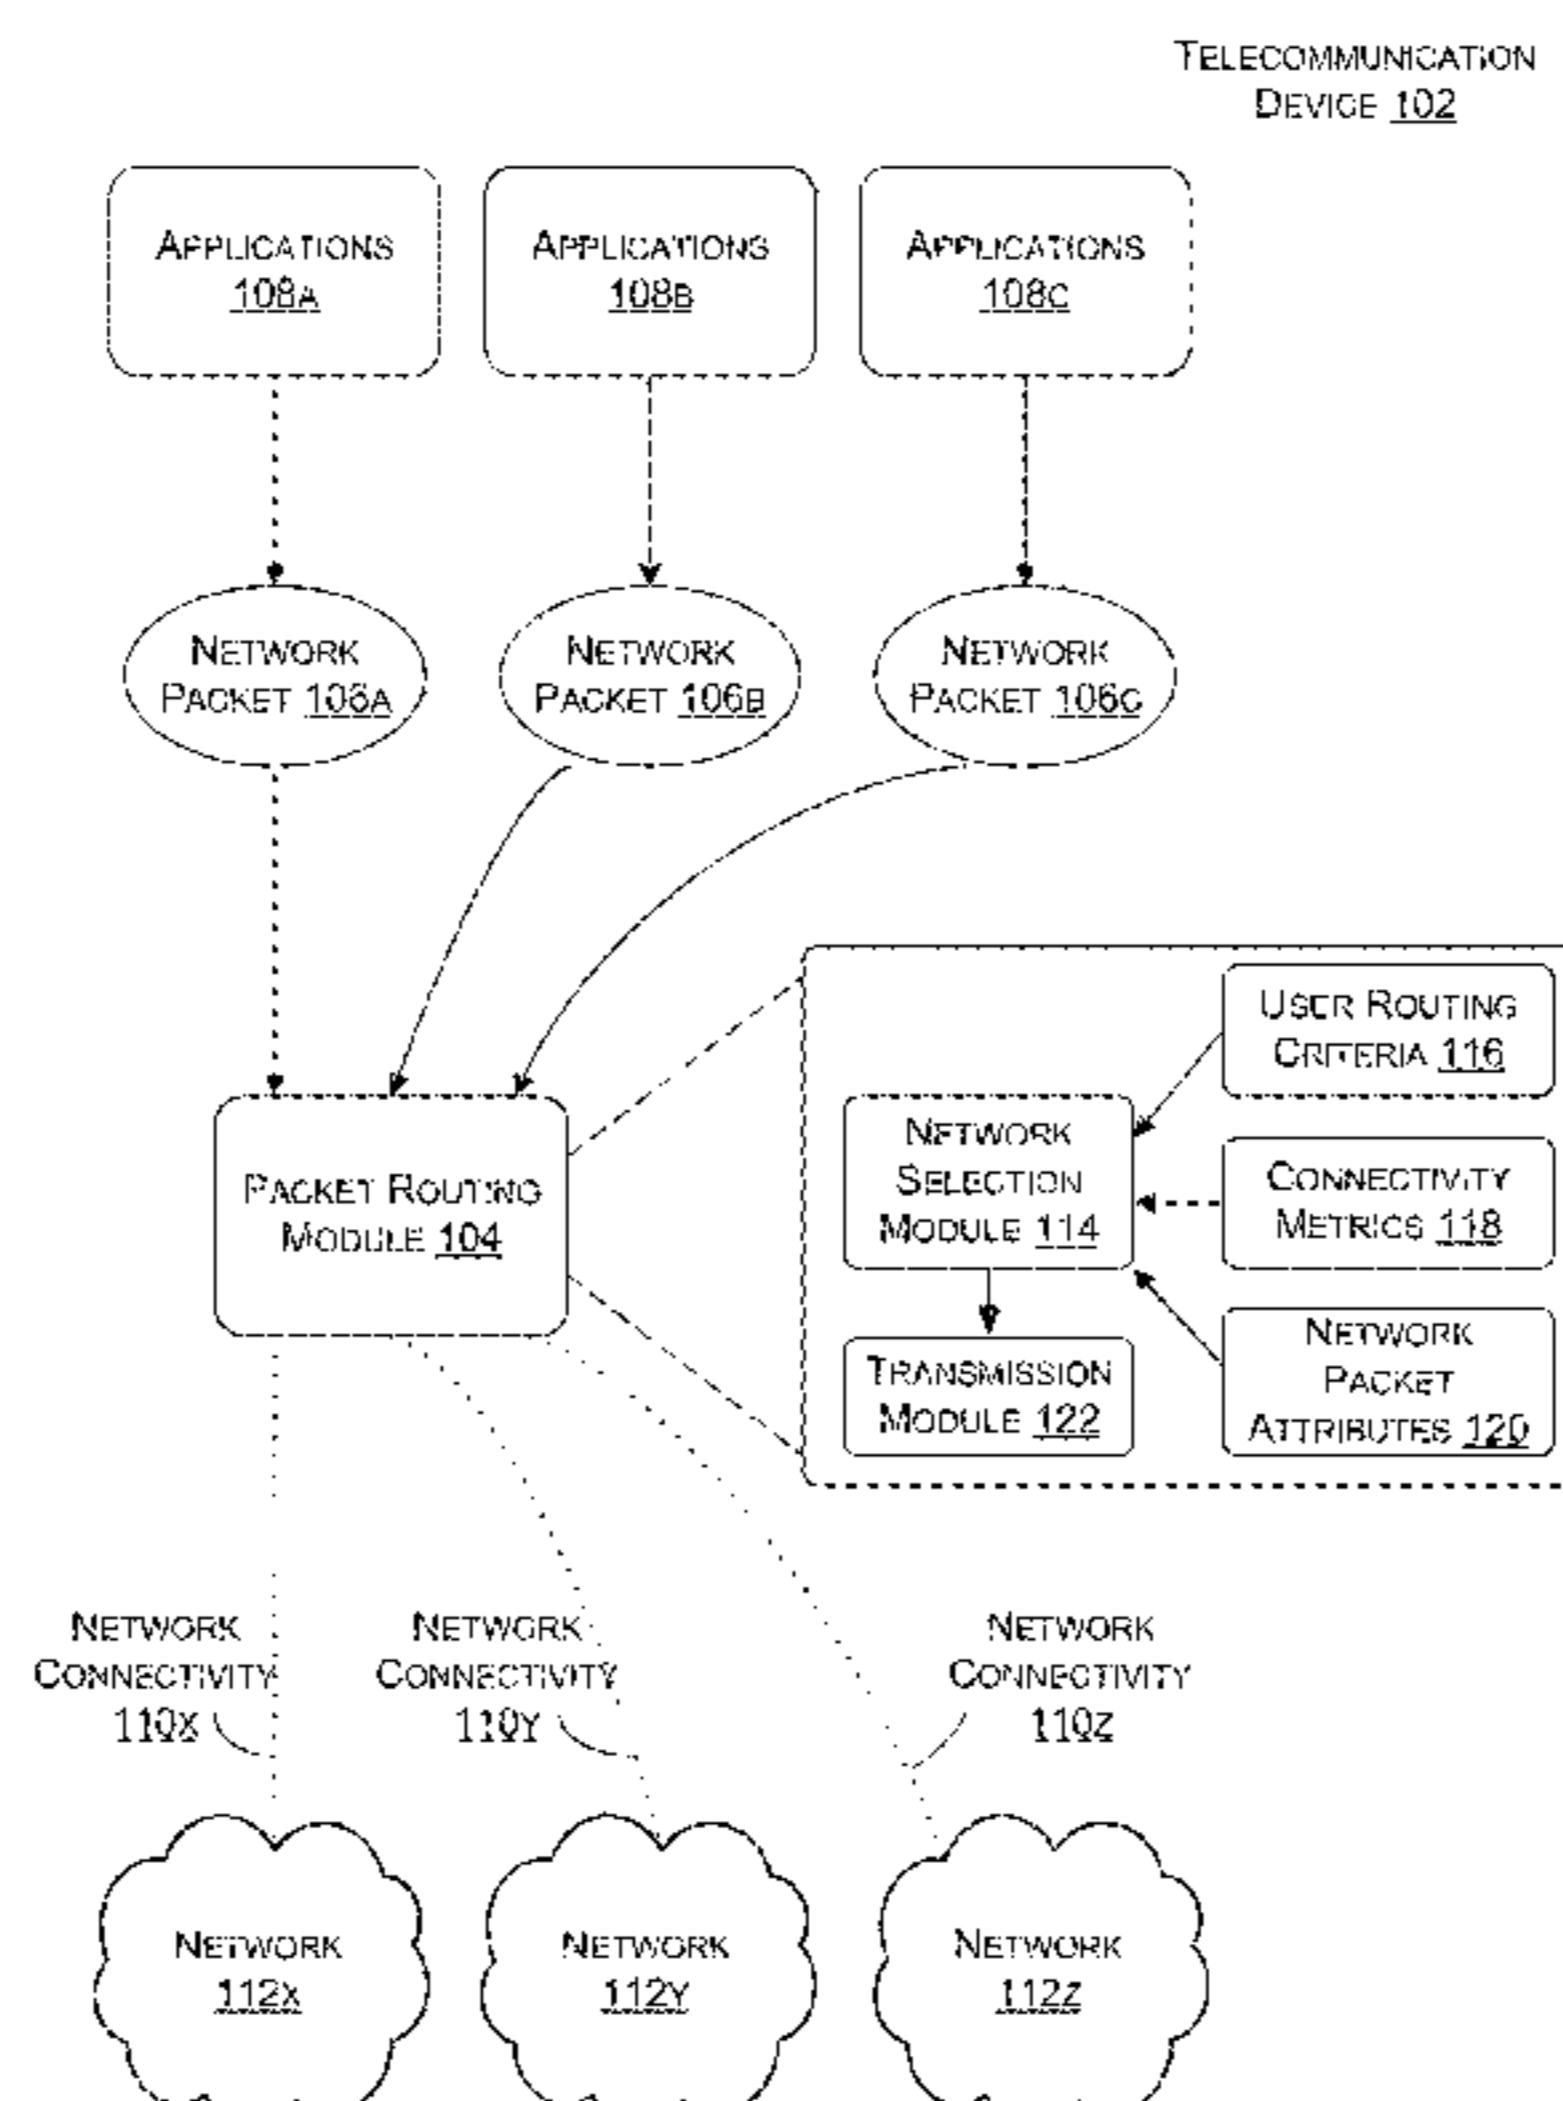 TELECOMMUNICATION
DEVICE 102
APPLICATIONS
108A
APPLICATIONS
108B
APPLICATIONS
108C
NETWORK
PACKET 106A
NETWORK
PACKET 106B
NETWORK
PACKET 106C
PACKET ROUTING
MODULE 104
USER ROUTING
CRITERIA 116
NETWORK
SELECTION
MODULE 114
CONNECTIVITY
METRICS 118
NETWORK
PACKET
ATTRIBUTES 120
TRANSMISSION
MODULE 122
NETWORK
CONNECTIVITY
110X
NETWORK
CONNECTIVITY
110Y
NETWORK
CONNECTIVITY
110Z
NETWORK
112X
NETWORK
112Y
NETWORK
112Z